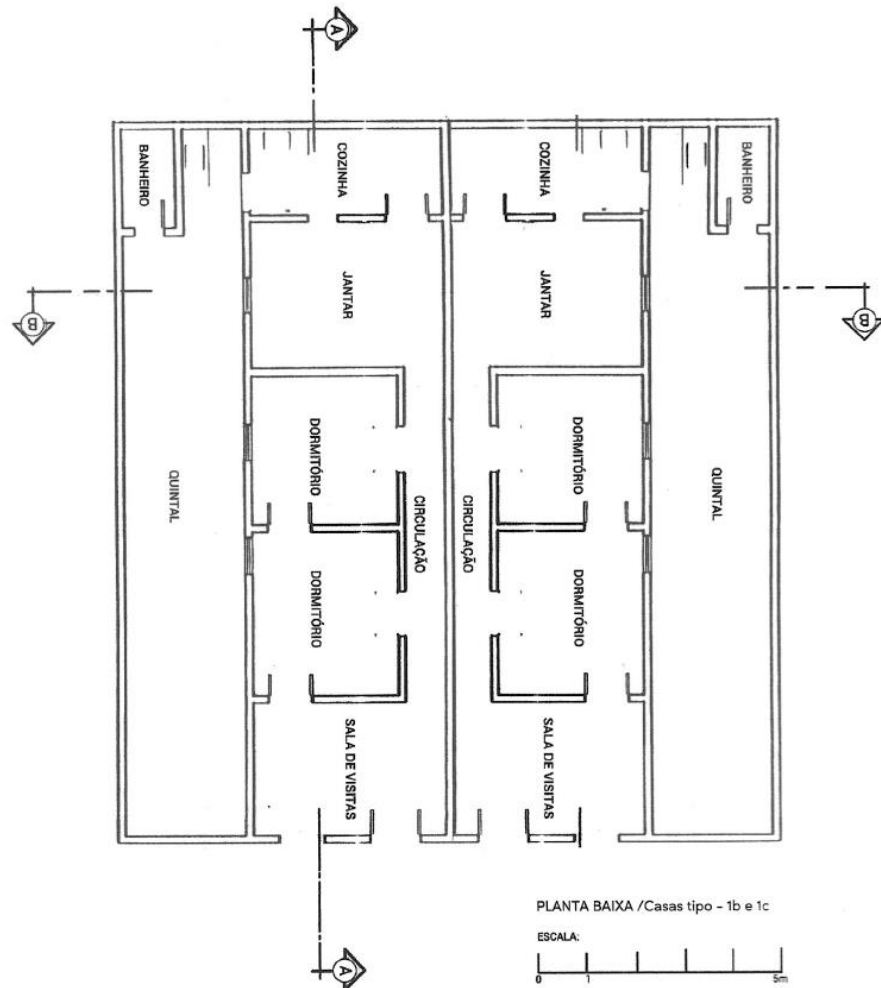 A
COZINHA
COZINHA
BANHEIRO
BANHEIRO
JANTAR
JANTAR
B
B
DORMITÓRIO
DORMITÓRIO
QUINTAL
QUINTAL
CIRCULAÇÃO
CIRCULAÇÃO
DORMITÓRIO
DORMITÓRIO
SALA DE VISITAS
SALA DE VISITAS
A
PLANTA BAIXA /Casas tipo - 1b e 1c
ESCALA:
0 1 5m